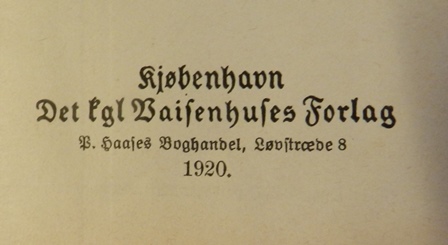 Kjøbenhavn
Det kgl Vaisenhuses Forlag
P. Haases Boghandel, Løvstræde 8
1920.